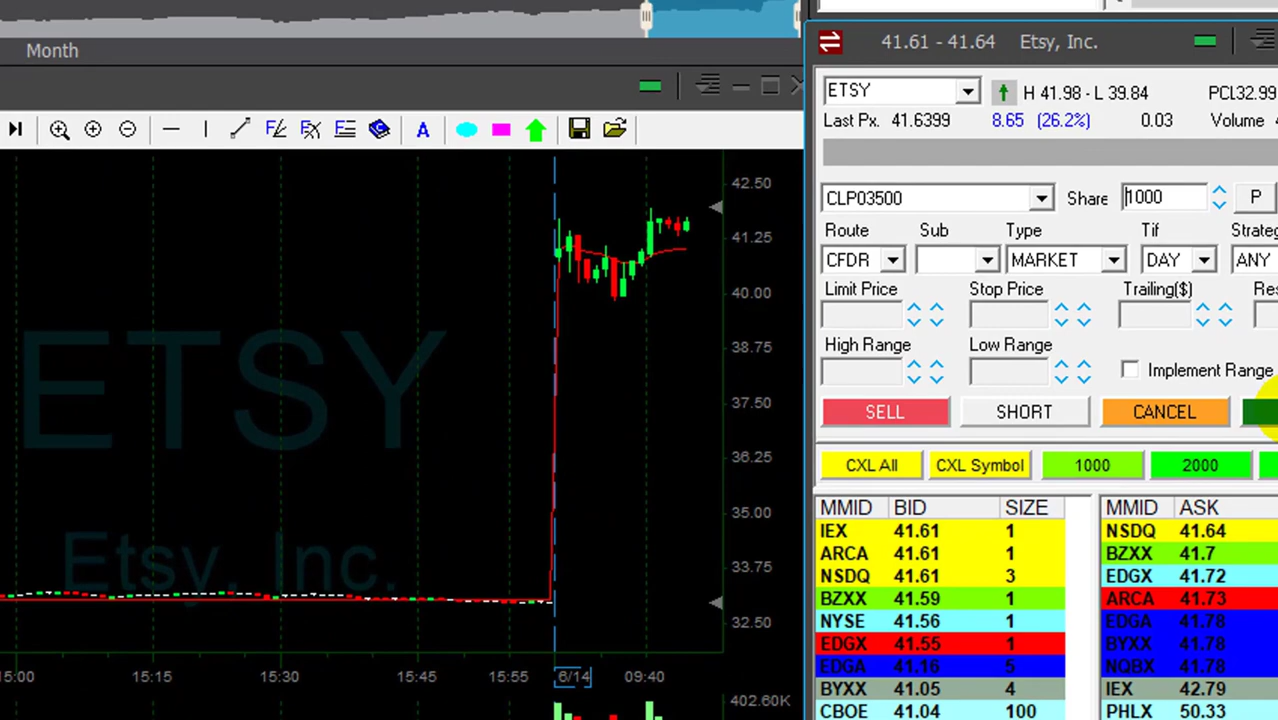 Month
41.61 - 41.64 Etsy, Inc.
ETSY
H 41.98 - L 39.84
PCL32.99
Last Px. 41.6399
8.65 (26.2%)
0.03
Volume
CLP03500
Share
1000
P
Route
Sub
Type
Tif
Strateg
CFDR
MARKET
DAY
ANY
Limit Price
Stop Price
Trailing($)
Res
High Range
Low Range
Implement Range
SELL
SHORT
CANCEL
CXL All
CXL Symbol
1000
2000
MMID BID SIZE
MMID ASK
IEX 41.61 1
NSDQ 41.64
ARCA 41.61 1
BZXX 41.7
NSDQ 41.61 3
EDGX 41.72
BZXX 41.59 1
ARCA 41.73
NYSE 41.56 1
EDGA 41.78
EDGX 41.55 1
BYXX 41.78
EDGA 41.16 5
NQBX 41.78
BYXX 41.05 4
IEX 42.79
CBOE 41.04 100
PHLX 50.33
A
42.50
41.25
40.00
38.75
37.50
36.25
35.00
33.75
32.50
ETSY
Etsy, Inc.
15:00
15:15
15:30
15:45
15:55
6/14
09:40
402.60K